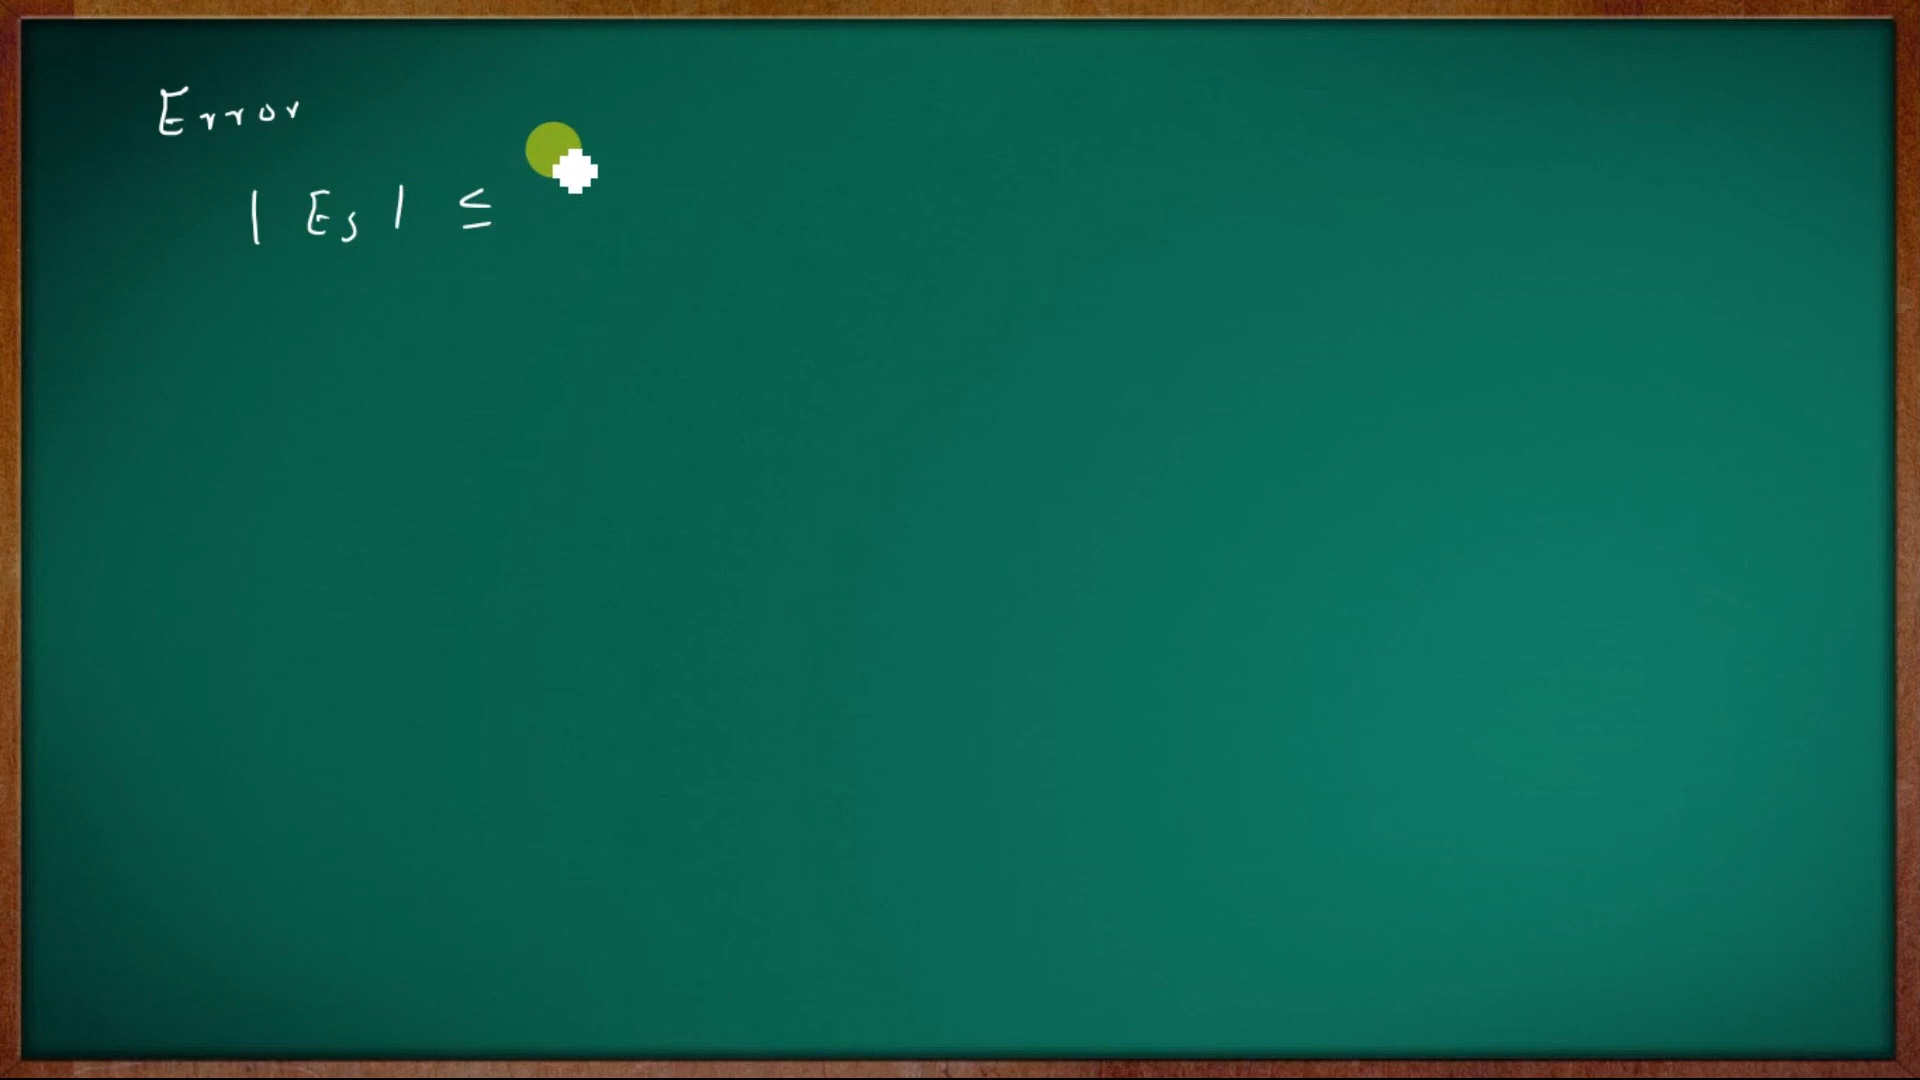 Error
| Es | ≤